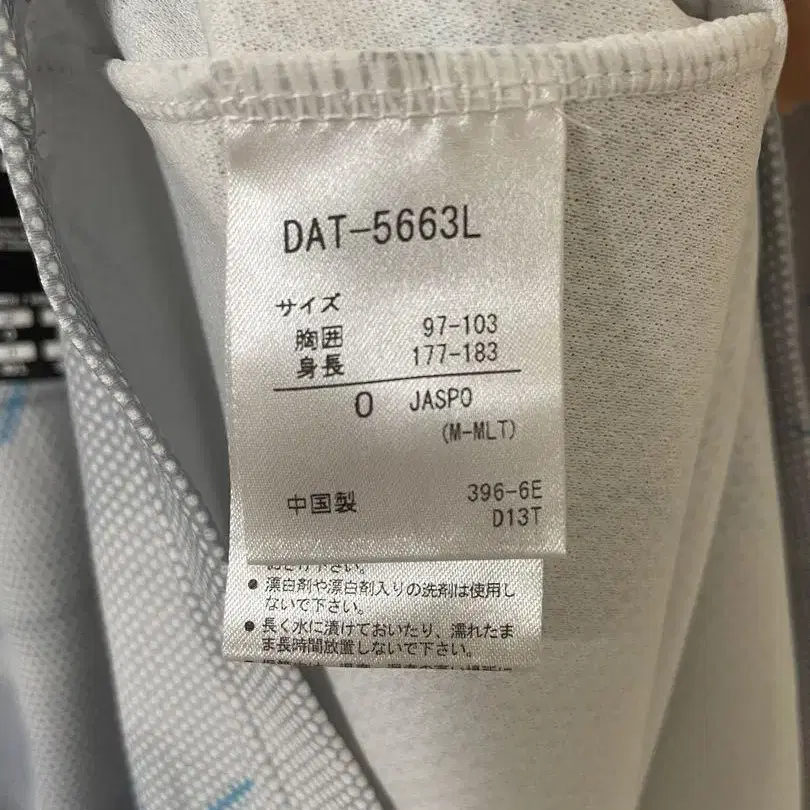 DAT-5663L
サイズ
胸囲 97-103
身長 177-183
O JASPO
(M-MLT)
中国製 396-6E
D13T
● 漂白剤や漂白剤入りの洗剤は使用し
ないで下さい。
● 長く水に漬けておいたり、濡れたま
ま長時間放置しないで下さい。